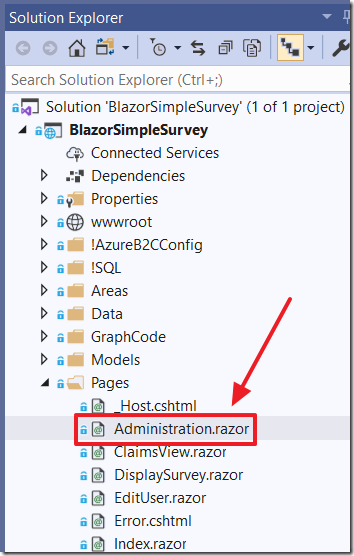 Solution Explorer
Search Solution Explorer (Ctrl+;)
Solution 'BlazorSimpleSurvey' (1 of 1 project)
BlazorSimpleSurvey
Connected Services
Dependencies
Properties
wwwroot
!AzureB2CConfig
!SQL
Areas
Data
GraphCode
Models
Pages
_Host.cshtml
Administration.razor
ClaimsView.razor
DisplaySurvey.razor
EditUser.razor
Error.cshtml
Index.razor